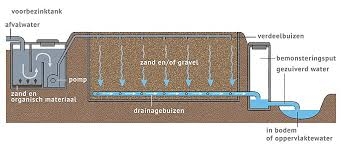 voorbezinktank
afvalwater
verdeelbuizen
zand en/of gravel
bemonsteringsput
gezuiverd water
pomp
zand en
organisch materiaal
drainagebuizen
in bodem
of oppervlaktewater